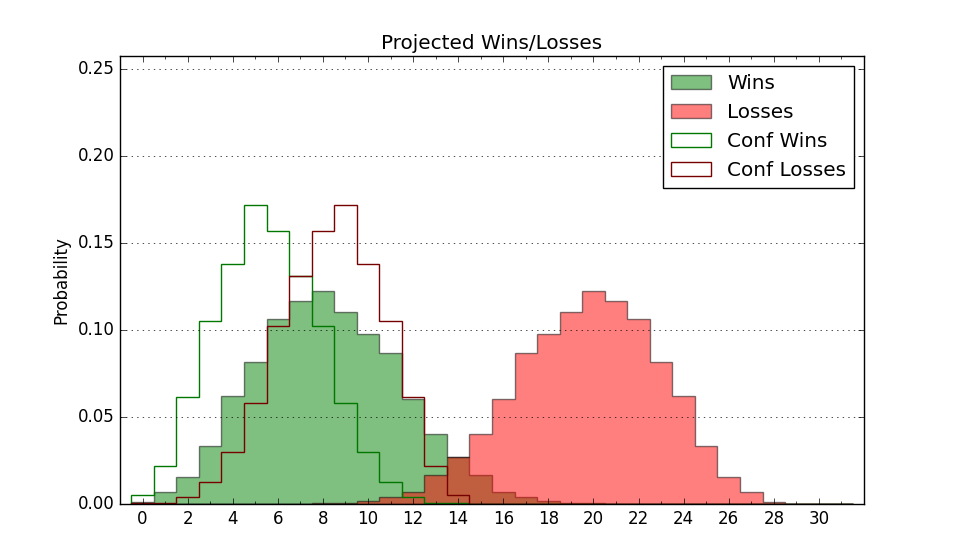 Projected Wins/Losses
0.25
0.20
0.15
0.10
0.05
0.00
Probability
Wins
Losses
Conf Wins
Conf Losses
0 2 4 6 8 10 12 14 16 18 20 22 24 26 28 30